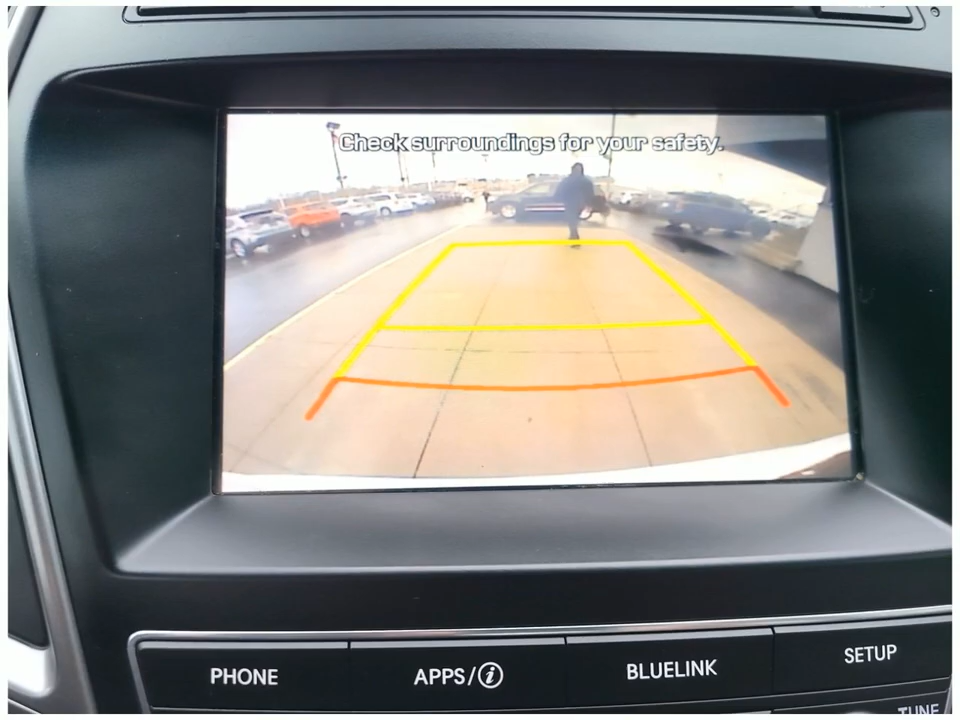 Check surroundings for your safety.
PHONE
APPS/i
BLUELINK
SETUP
TUNE